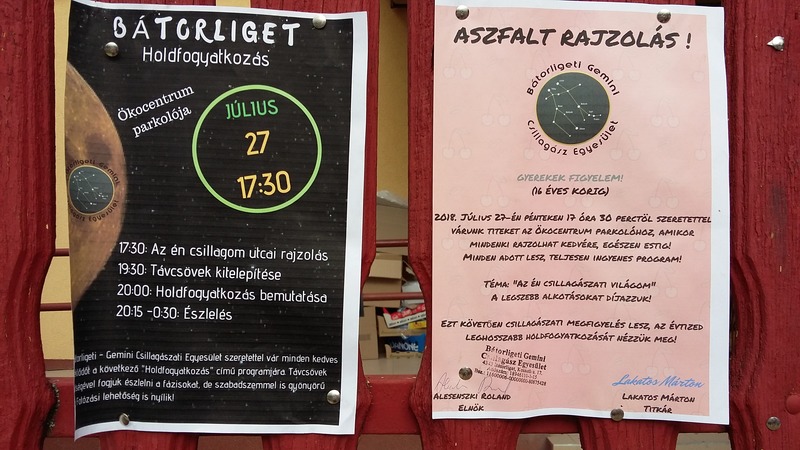 BÁTORLIGET
Holdfogyatkozás
Ökocentrum
parkolója
JÚLIUS
27
17:30
17:30: Az én csillagom utcai rajzolás
19:30: Távcsövek kitelepítése
20:00: Holdfogyatkozás bemutatása
20:15 -0:30: Észlelés
- Gemini Csillagászati Egyesület szeretettel vár minden kedves
a következő "Holdfogyatkozás" című programjára Távcsövek
fogjuk észlelni a fázisokat, de szabadszemmel is gyönyörű
lehetőség is nyílik!
ASZFALT RAJZOLÁS !
Bátorligeti Gemini
Csillagász Egyesület
GYEREKEK FIGYELEM!
(16 ÉVES KORIG)
2018. JÚLIUS 27-ÉN PÉNTEKEN 17 ÓRA 30 PERCTŐL SZERETETTEL
VÁRUNK TITEKET AZ ÖKOCENTRUM PARKOLÓHOZ, AMIKOR
MINDENKI RAJZOLHAT KEDVÉRE, EGÉSZEN ESTIG!
MINDEN ADOTT LESZ, TELJESEN INGYENES PROGRAM!
TÉMA: "AZ ÉN CSILLAGÁSZATI VILÁGOM"
A LEGSZEBB ALKOTÁSOKAT DÍJAZZUK!
EZT KÖVETŐEN CSILLAGÁSZATI MEGFIGYELÉS LESZ, AZ ÉVTIZED
LEGHOSSZABB HOLDFOGYATKOZÁSÁT NÉZZÜK MEG!
Bátorligeti Gemini
Csillagász Egyesület
Lakatos Márton
ALESENSZKI ROLAND
ELNÖK
LAKATOS MÁRTON
TITKÁR